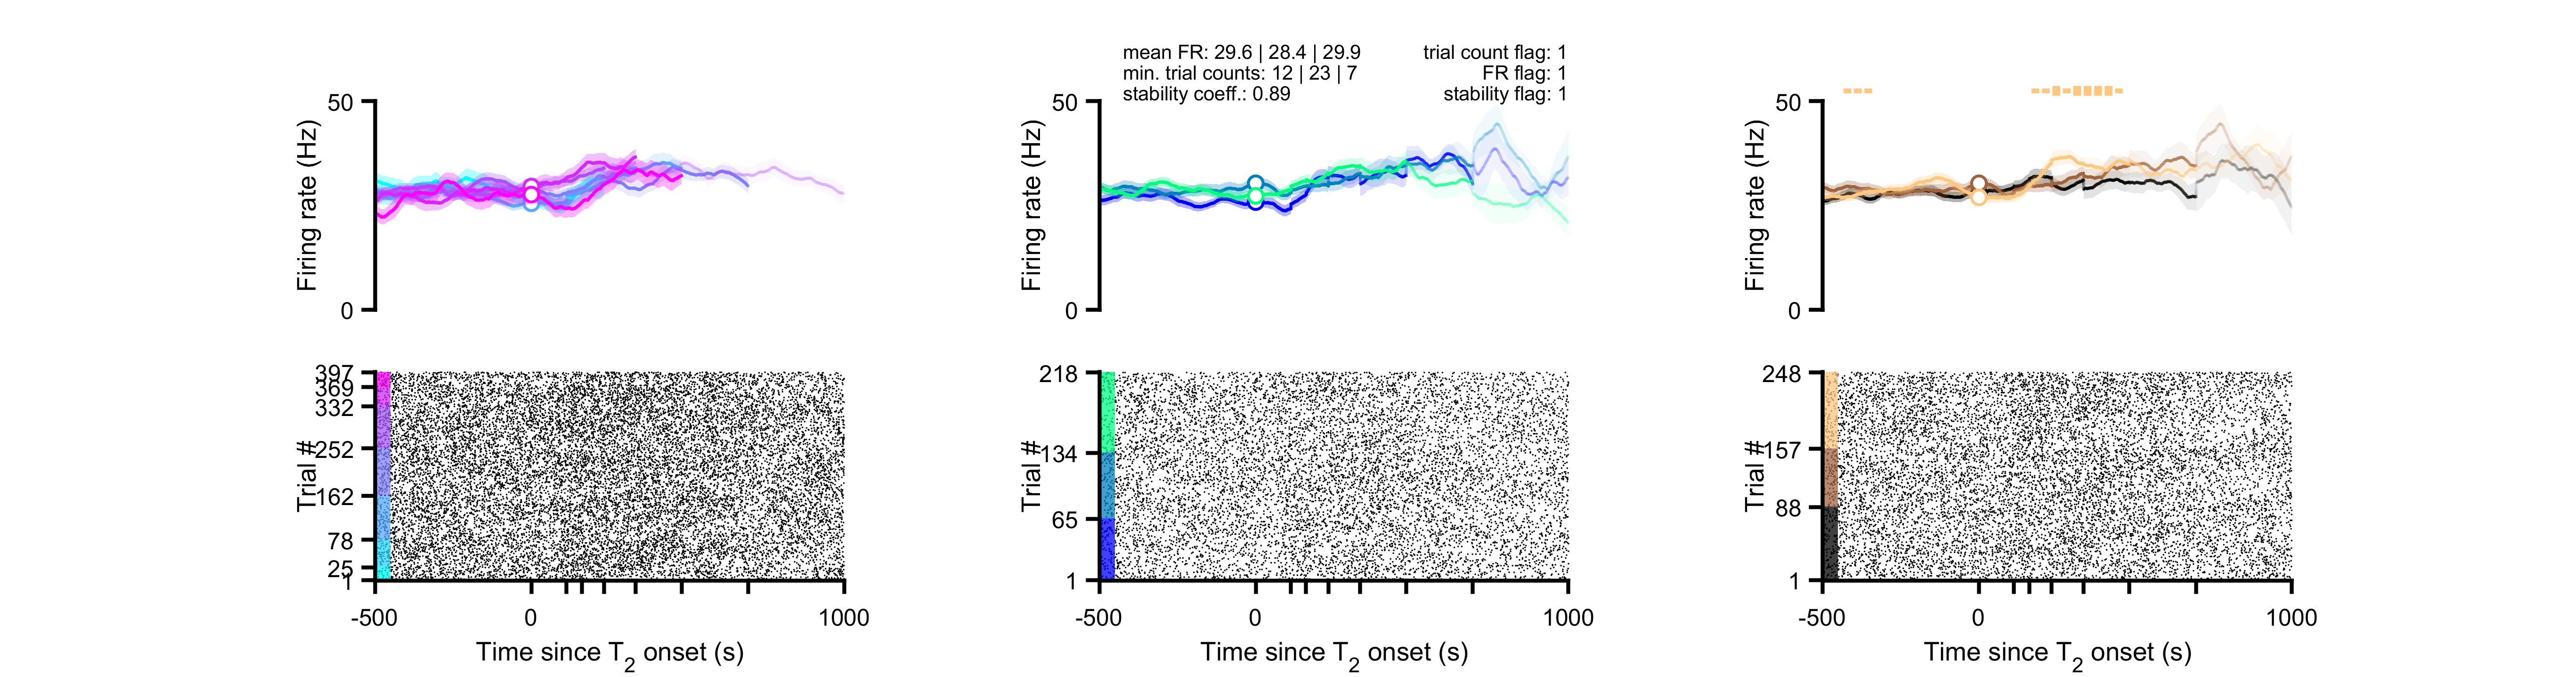 mean FR: 29.6 | 28.4 | 29.9
min. trial counts: 12 | 23 | 7
stability coeff.: 0.89
trial count flag: 1
FR flag: 1
stability flag: 1
50
Firing rate (Hz)
0
50
Firing rate (Hz)
0
50
Firing rate (Hz)
0
397
369
332
252
162
78
25
1
Trial #
-500
0
1000
Time since T2 onset (s)
218
134
65
1
Trial #
-500
0
1000
Time since T2 onset (s)
248
157
88
1
Trial #
-500
0
1000
Time since T2 onset (s)